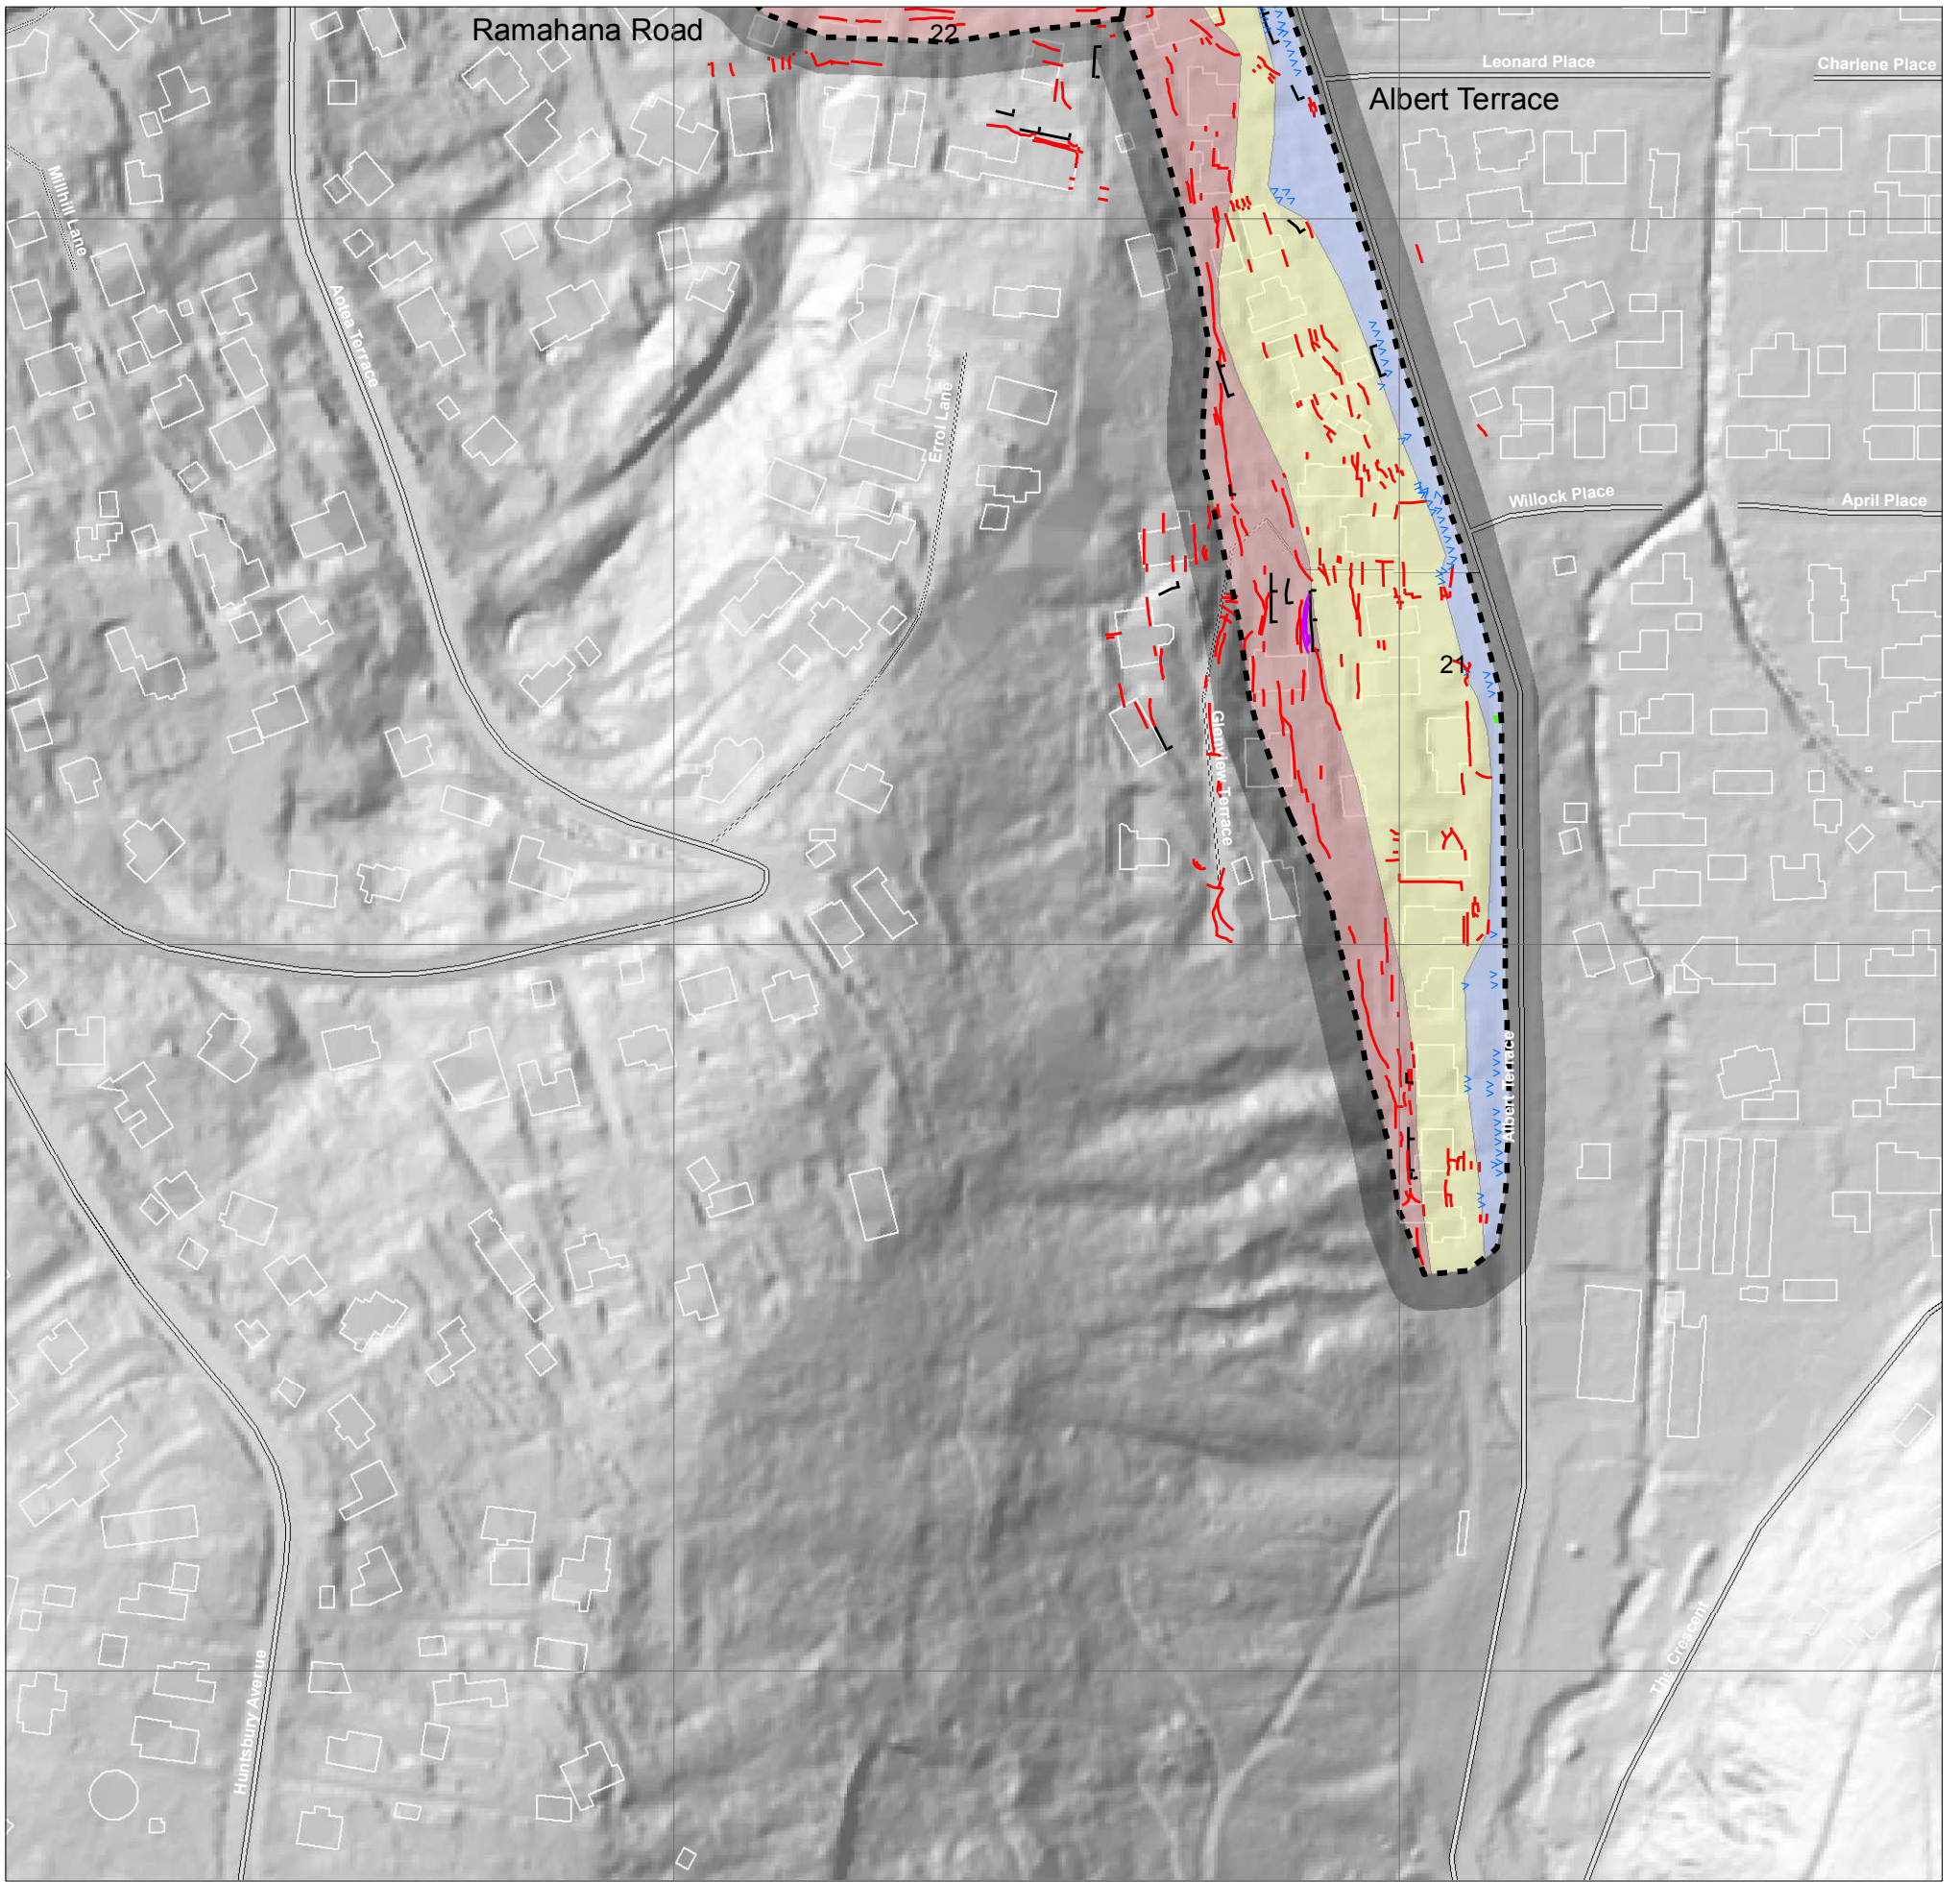 Ramahana Road
22
Leonard Place
Charlene Place
Albert Terrace
Millhill Lane
Aotea Terrace
Errol Lane
Willock Place
April Place
21
Glenview Terrace
Albert Terrace
The Crescent
Huntsbury Avenue